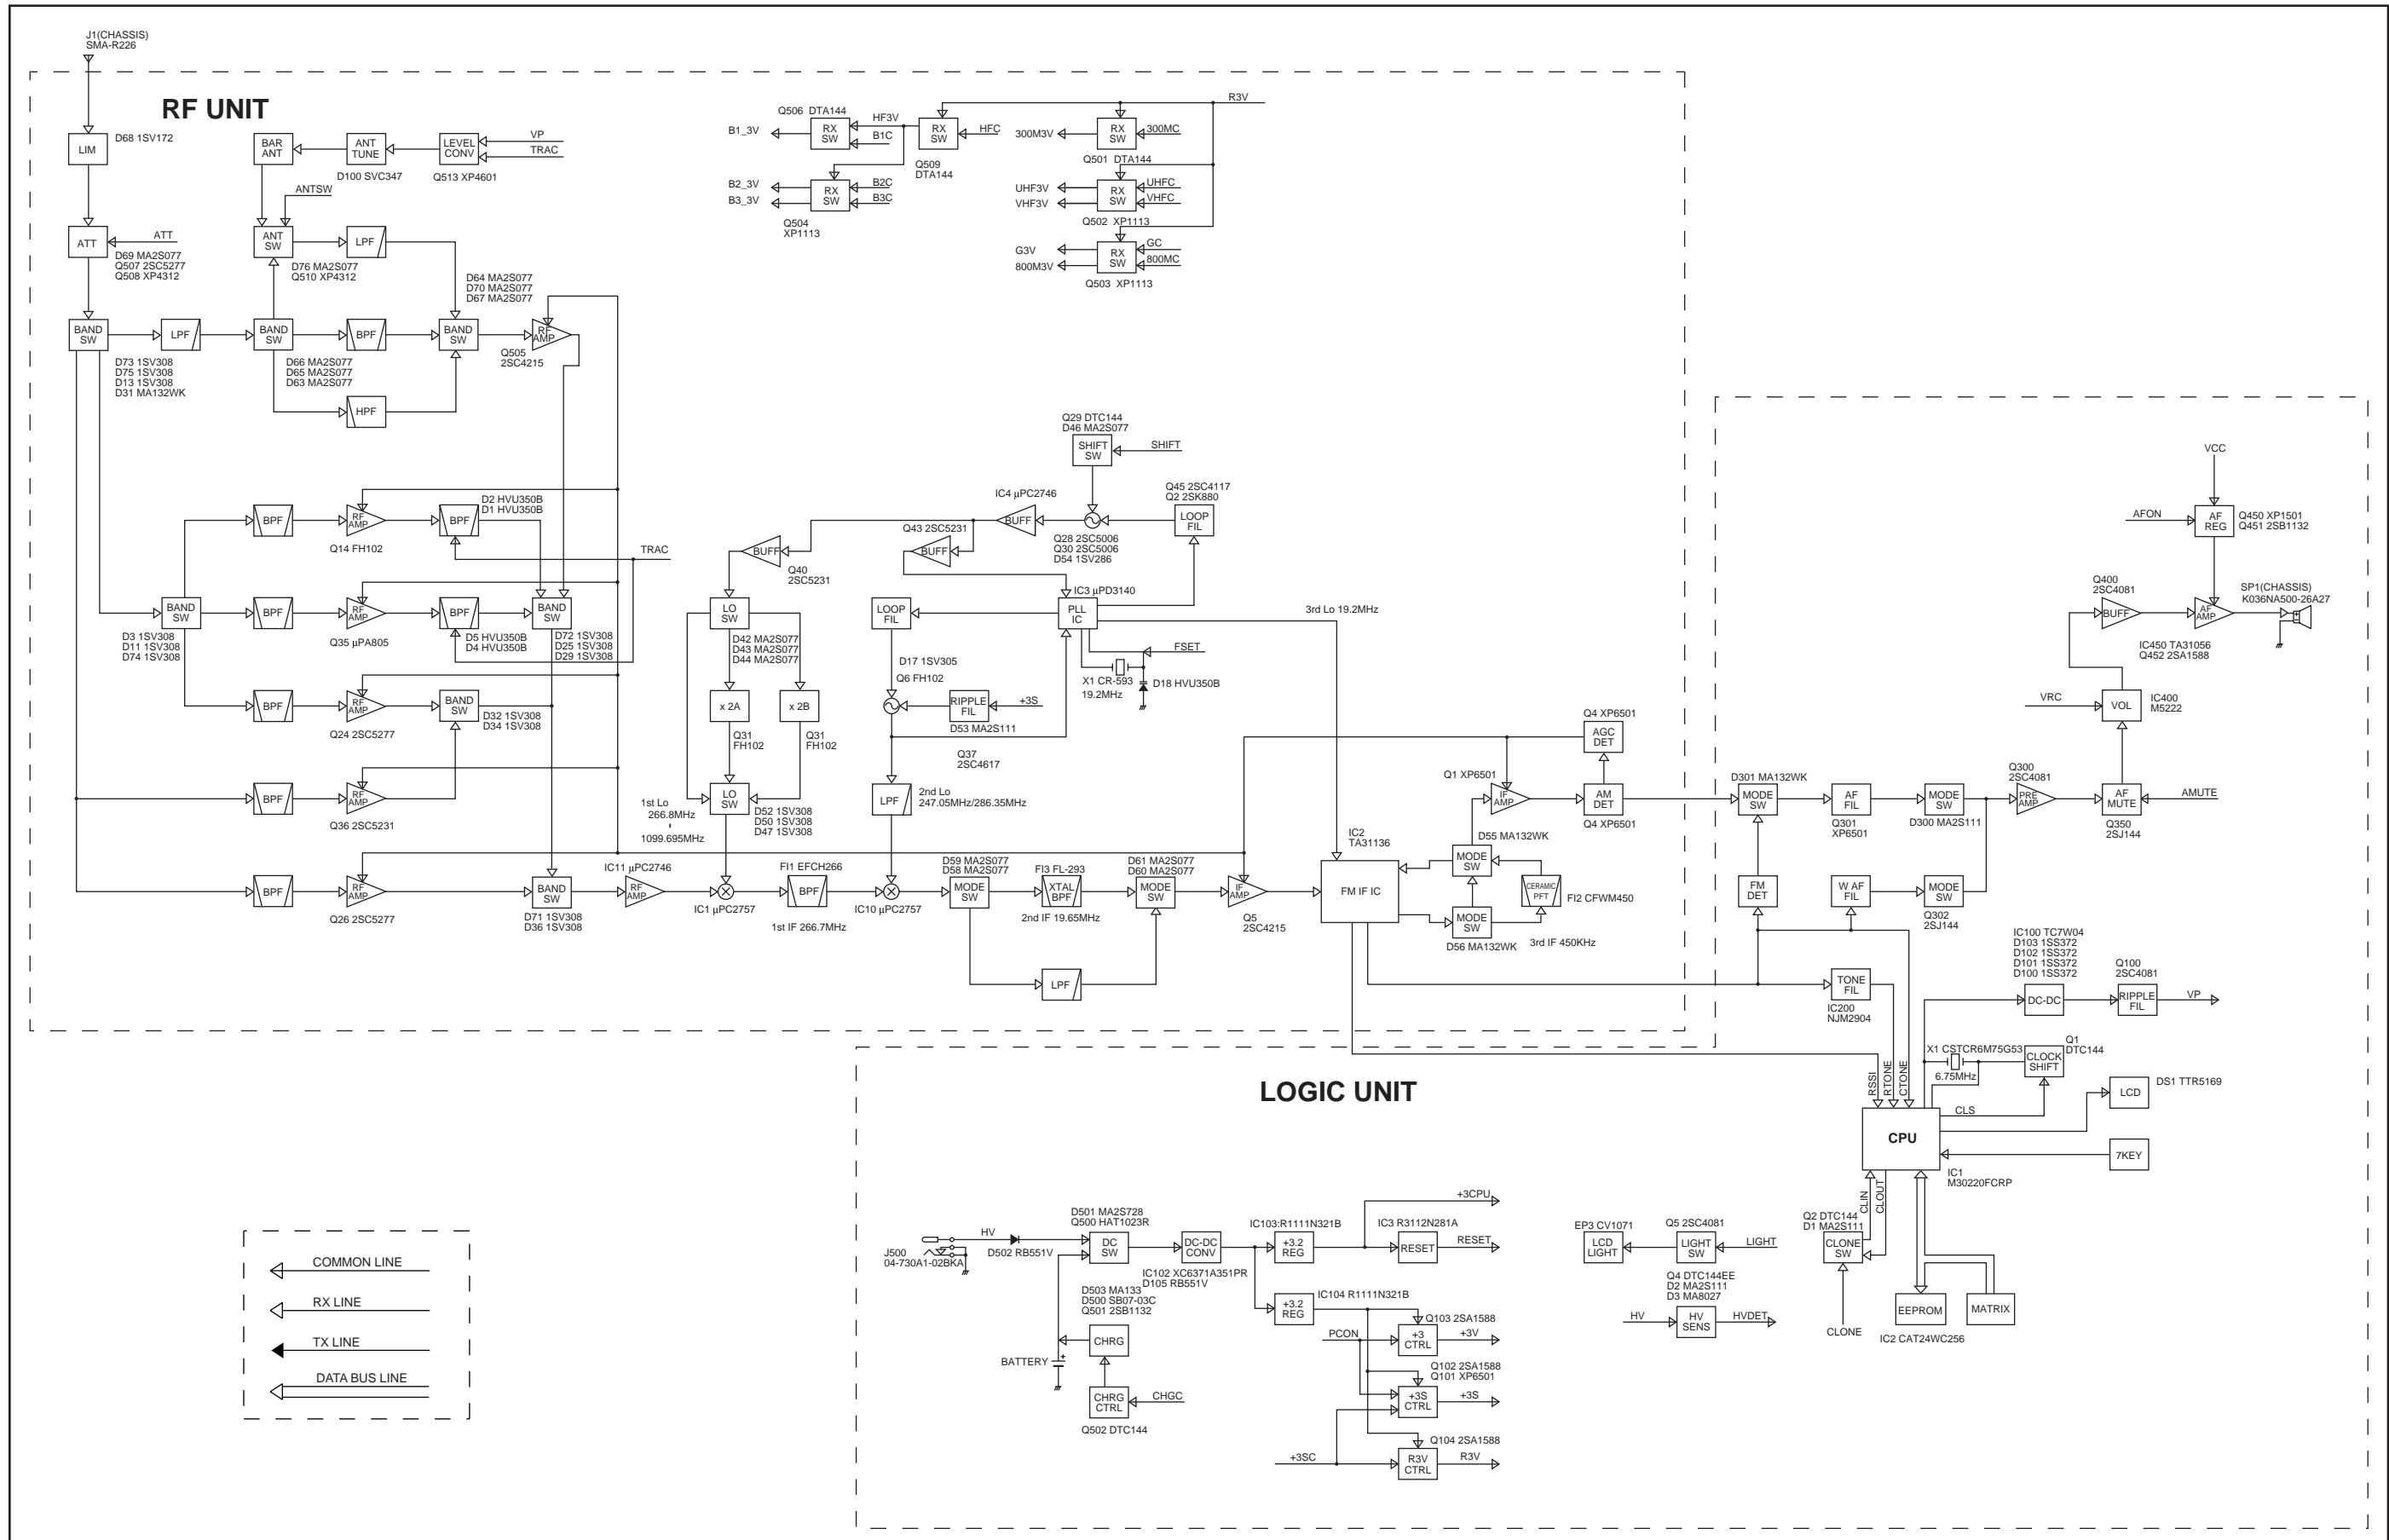 J1(CHASSIS)
SMA-R226
RF UNIT
LIM
D68 1SV172
BAR
ANT
ANT
TUNE
LEVEL
CONV
VP
TRAC
D100 SVC347
Q513 XP4601
ANTSW
ATT
ATT
D69 MA2S077
Q507 2SC5277
Q508 XP4312
ANT
SW
LPF
D76 MA2S077
Q510 XP4312
D64 MA2S077
D70 MA2S077
D67 MA2S077
BAND
SW
LPF
BAND
SW
BPF
BAND
SW
RF
AMP
Q505
2SC4215
D73 1SV308
D75 1SV308
D13 1SV308
D31 MA132WK
D66 MA2S077
D65 MA2S077
D63 MA2S077
HPF
Q506 DTA144
B1_3V
RX
SW
HF3V
B1C
RX
SW
HFC
R3V
Q509
DTA144
B2_3V
B3_3V
RX
SW
B2C
B3C
Q504
XP1113
300M3V
RX
SW
300MC
Q501 DTA144
UHF3V
VHF3V
RX
SW
UHFC
VHFC
Q502 XP1113
G3V
800M3V
RX
SW
GC
800MC
Q503 XP1113
BPF
RF
AMP
Q14 FH102
BPF
D2 HVU350B
D1 HVU350B
TRAC
BAND
SW
D3 1SV308
D11 1SV308
D74 1SV308
BPF
RF
AMP
Q35 µPA805
BPF
D5 HVU350B
D4 HVU350B
BAND
SW
D72 1SV308
D25 1SV308
D29 1SV308
BPF
RF
AMP
Q24 2SC5277
BAND
SW
D32 1SV308
D34 1SV308
BPF
RF
AMP
Q36 2SC5231
BPF
RF
AMP
Q26 2SC5277
BAND
SW
D71 1SV308
D36 1SV308
IC11 µPC2746
RF
AMP
IC1 µPC2757
FI1 EFCH266
BPF
1st IF 266.7MHz
IC10 µPC2757
Q29 DTC144
D46 MA2S077
SHIFT
SW
SHIFT
IC4 µPC2746
BUFF
Q43 2SC5231
BUFF
Q28 2SC5006
Q30 2SC5006
D54 1SV286
Q45 2SC4117
Q2 2SK880
LOOP
FIL
BUFF
Q40
2SC5231
IC3 µPD3140
PLL
IC
LO
SW
D42 MA2S077
D43 MA2S077
D44 MA2S077
LOOP
FIL
3rd Lo 19.2MHz
FSET
X1 CR-593
19.2MHz
D18 HVU350B
D17 1SV305
Q6 FH102
x 2A
x 2B
RIPPLE
FIL
+3S
D53 MA2S111
Q31
FH102
Q31
FH102
Q37
2SC4617
1st Lo
266.8MHz
1099.695MHz
LO
SW
D52 1SV308
D50 1SV308
D47 1SV308
LPF
2nd Lo
247.05MHz/286.35MHz
D59 MA2S077
D58 MA2S077
MODE
SW
FI3 FL-293
XTAL
BPF
2nd IF 19.65MHz
D61 MA2S077
D60 MA2S077
MODE
SW
LPF
IF
AMP
Q5
2SC4215
IC2
TA31136
FM IF IC
Q4 XP6501
AGC
DET
Q1 XP6501
IF
AMP
AM
DET
Q4 XP6501
D55 MA132WK
MODE
SW
CERAMIC
PFT
FI2 CFWM450
MODE
SW
D56 MA132WK
3rd IF 450KHz
VCC
AFON
AF
REG
Q450 XP1501
Q451 2SB1132
Q400
2SC4081
BUFF
AF
AMP
SP1(CHASSIS)
K036NA500-26A27
IC450 TA31056
Q452 2SA1588
VRC
VOL
IC400
M5222
D301 MA132WK
MODE
SW
AF
FIL
Q301
XP6501
MODE
SW
D300 MA2S111
Q300
2SC4081
PRE
AMP
AF
MUTE
AMUTE
Q350
2SJ144
FM
DET
W AF
FIL
MODE
SW
Q302
2SJ144
TONE
FIL
IC200
NJM2904
IC100 TC7W04
D103 1SS372
D102 1SS372
D101 1SS372
D100 1SS372
DC-DC
Q100
2SC4081
RIPPLE
FIL
VP
X1 CSTCR6M75G53
6.75MHz
Q1
DTC144
CLOCK
SHIFT
RSSI
RTONE
CTONE
CLS
CPU
IC1
M30220FCRP
DS1 TTR5169
LCD
7KEY
CLIN
CLOUT
Q2 DTC144
D1 MA2S111
CLONE
SW
CLONE
EEPROM
IC2 CAT24WC256
MATRIX
LOGIC UNIT
J500
04-730A1-02BKA
HV
D502 RB551V
D501 MA2S728
Q500 HAT1023R
DC
SW
DC-DC
CONV
IC102 XC6371A351PR
D105 RB551V
IC103:R1111N321B
+3.2
REG
+3CPU
IC3 R3112N281A
RESET
RESET
D503 MA133
D500 SB07-03C
Q501 2SB1132
CHRG
BATTERY
+
CHRG
CTRL
CHGC
Q502 DTC144
IC104 R1111N321B
+3.2
REG
PCON
Q103 2SA1588
+3
CTRL
+3V
Q102 2SA1588
Q101 XP6501
+3S
CTRL
+3S
+3SC
Q104 2SA1588
R3V
CTRL
R3V
EP3 CV1071
LCD
LIGHT
Q5 2SC4081
LIGHT
SW
LIGHT
Q4 DTC144EE
D2 MA2S111
D3 MA8027
HV
HV
SENS
HVDET
COMMON LINE
RX LINE
TX LINE
DATA BUS LINE